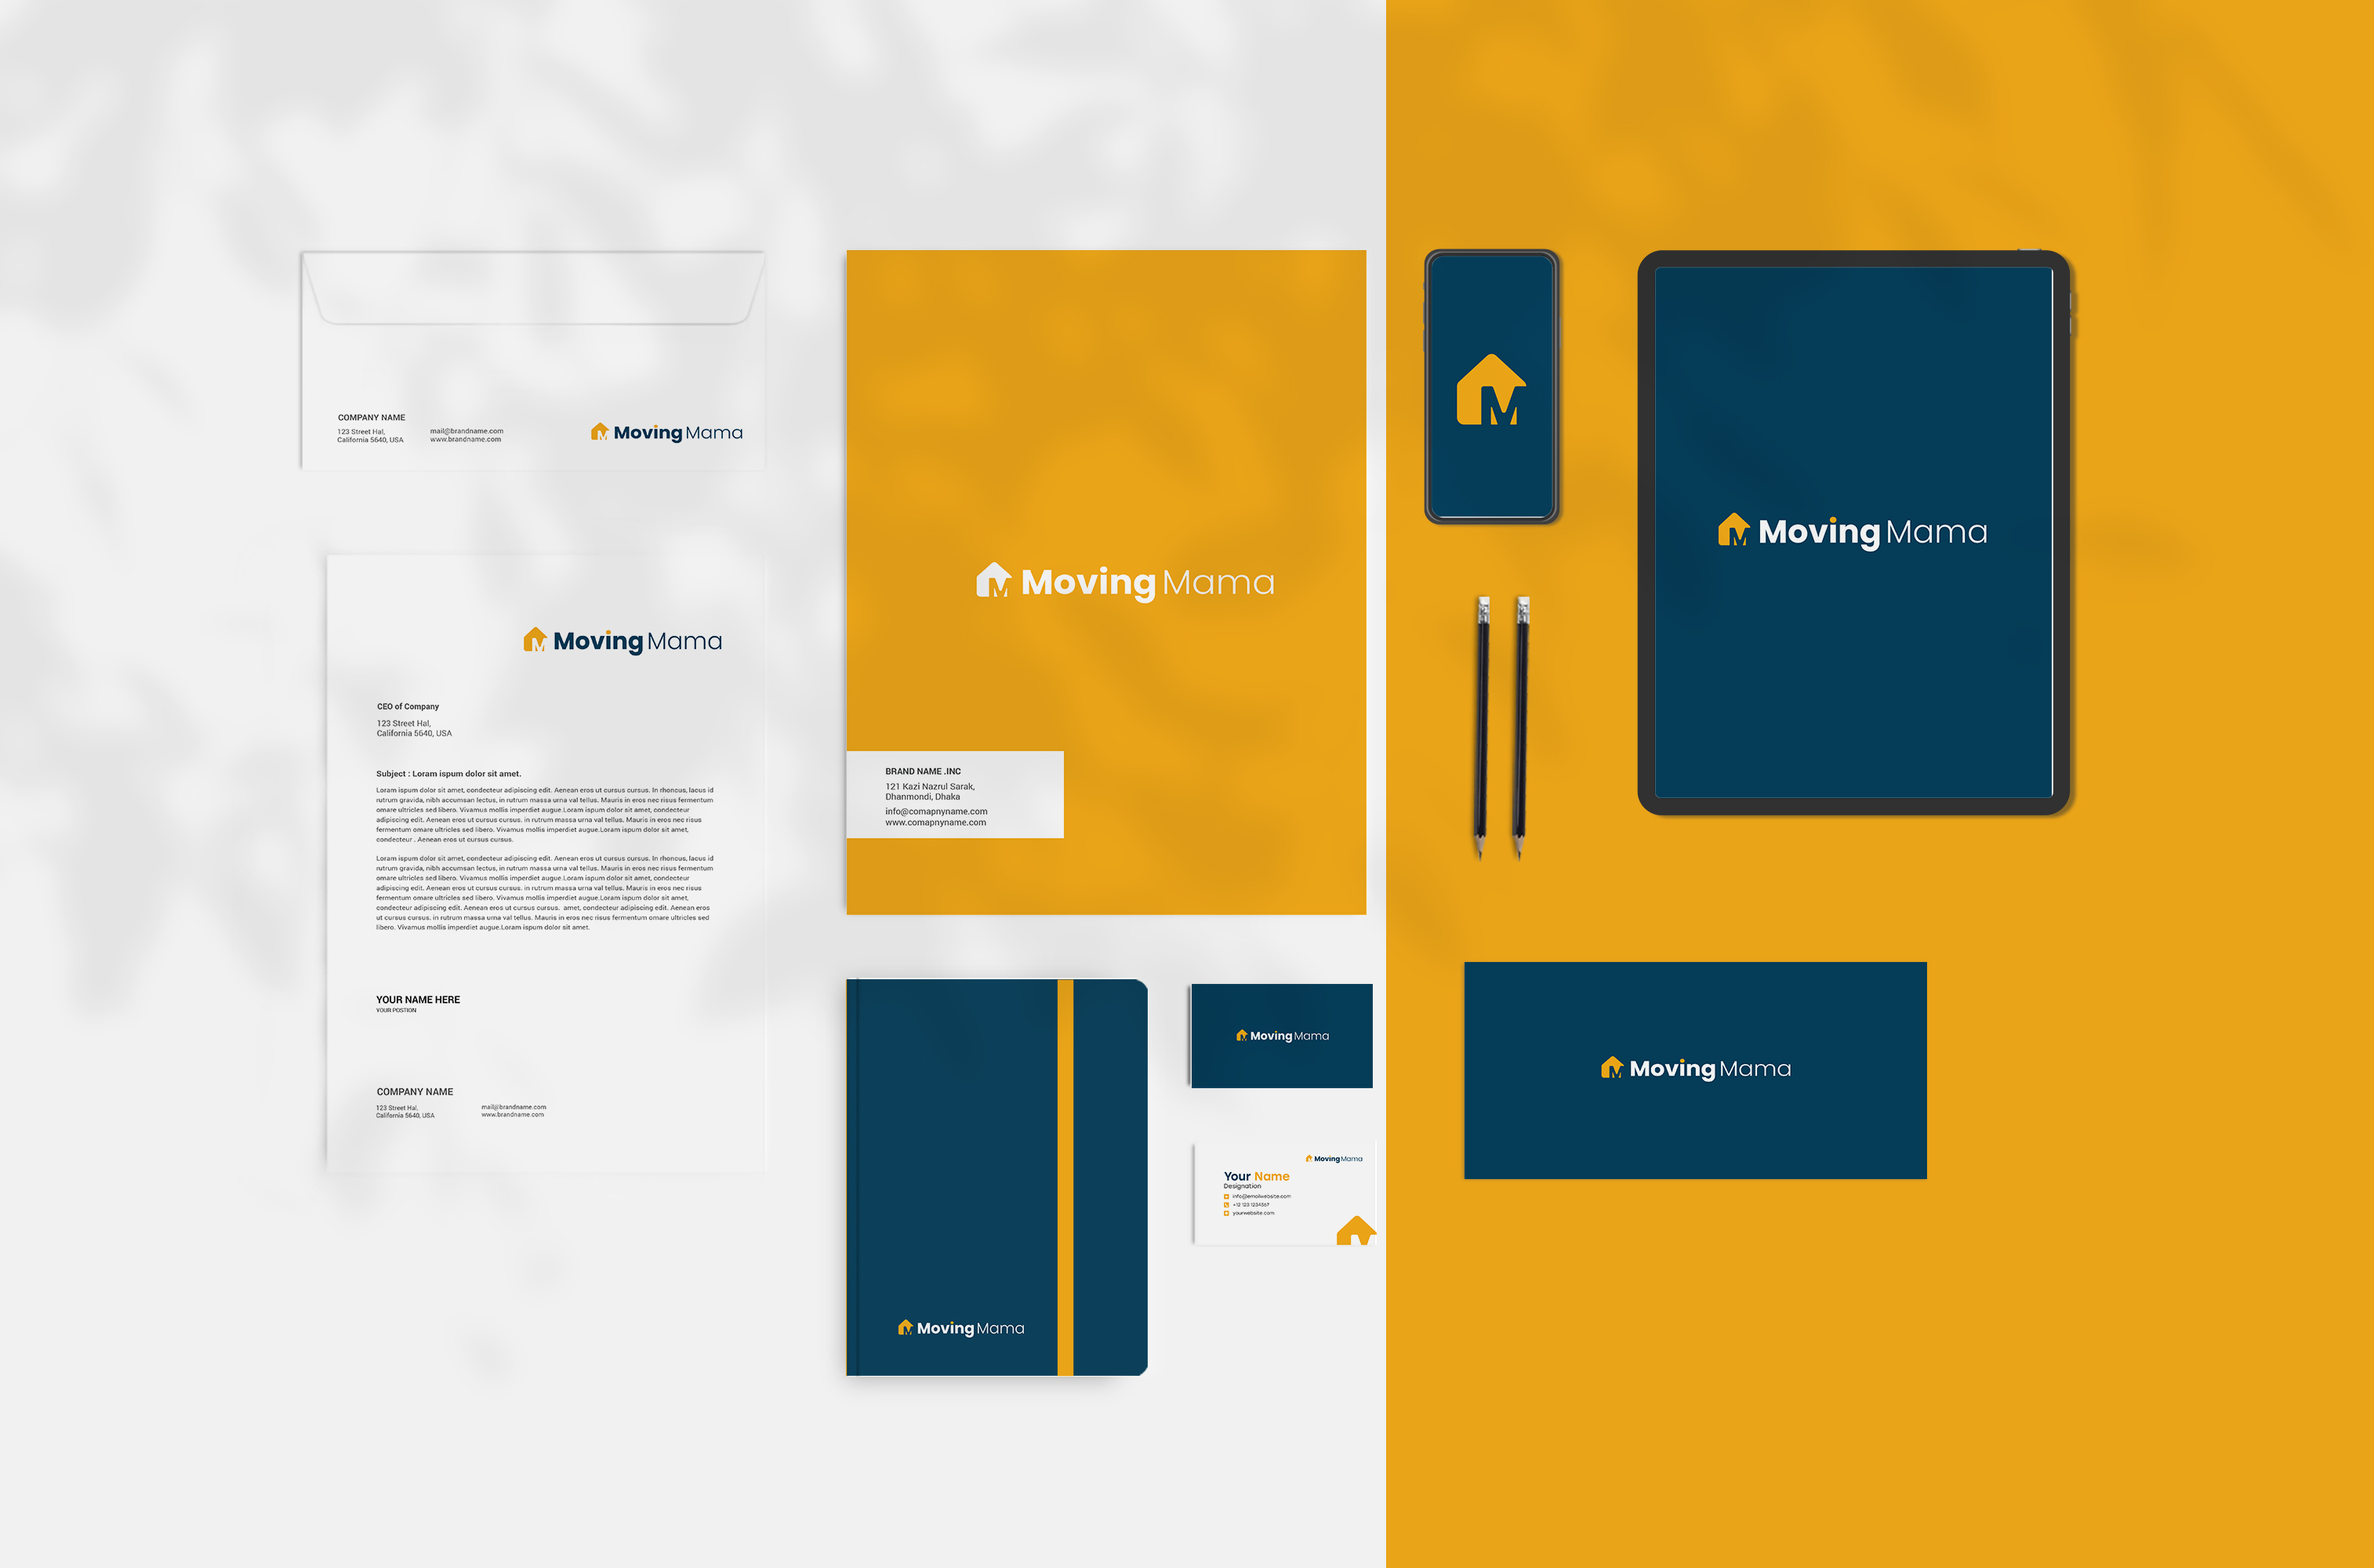 COMPANY NAME
123 Street Hal,
California 5640, USA
mail@brandname.com
www.brandname.com
Moving Mama
Moving Mama
CEO of Company
123 Street Hal,
California 5640, USA
Subject : Loram ispum dolor sit amet.
Loram ispum dolor sit amet, condecteur adipiscing edit. Aenean eros ut cursus cursus. In rhoncus, lacus id
rutrum gravida, nibh accumsan lectus, in rutrum massa urna val tellus. Mauris in eros nec risus fermentum
omare ultricles sed libero. Vivamus mollis imperdiet augue.Loram ispum dolor sit amet, condecteur
adipiscing edit. Aenean eros ut cursus cursus. in rutrum massa urna val tellus. Mauris in eros nec risus
fermentum omare ultricles sed libero. Vivamus mollis imperdiet augue.Loram ispum dolor sit amet,
condecteur . Aenean eros ut cursus cursus.
Loram ispum dolor sit amet, condecteur adipiscing edit. Aenean eros ut cursus cursus. In rhoncus, lacus id
rutrum gravida, nibh accumsan lectus, in rutrum massa urna val tellus. Mauris in eros nec risus fermentum
omare ultricles sed libero. Vivamus mollis imperdiet augue.Loram ispum dolor sit amet, condecteur
adipiscing edit. Aenean eros ut cursus cursus. in rutrum massa urna val tellus. Mauris in eros nec risus
fermentum omare ultricles sed libero. Vivamus mollis imperdiet augue.Loram ispum dolor sit amet,
condecteur adipiscing edit. Aenean eros ut cursus cursus. amet, condecteur adipiscing edit. Aenean eros
ut cursus cursus. in rutrum massa urna val tellus. Mauris in eros nec risus fermentum omare ultricles sed
libero. Vivamus mollis imperdiet augue.Loram ispum dolor sit amet.
YOUR NAME HERE
YOUR POSTION
COMPANY NAME
123 Street Hal,
California 5640, USA
mail@brandname.com
www.brandname.com
Moving Mama
BRAND NAME .INC
121 Kazi Nazrul Sarak,
Dhanmondi, Dhaka
info@comapnyname.com
www.comapnyname.com
Moving Mama
Moving Mama
Moving Mama
Your Name
Designation
info@emailwebsite.com
+12 123 1234567
yourwebsite.com
M
Moving Mama
Moving Mama